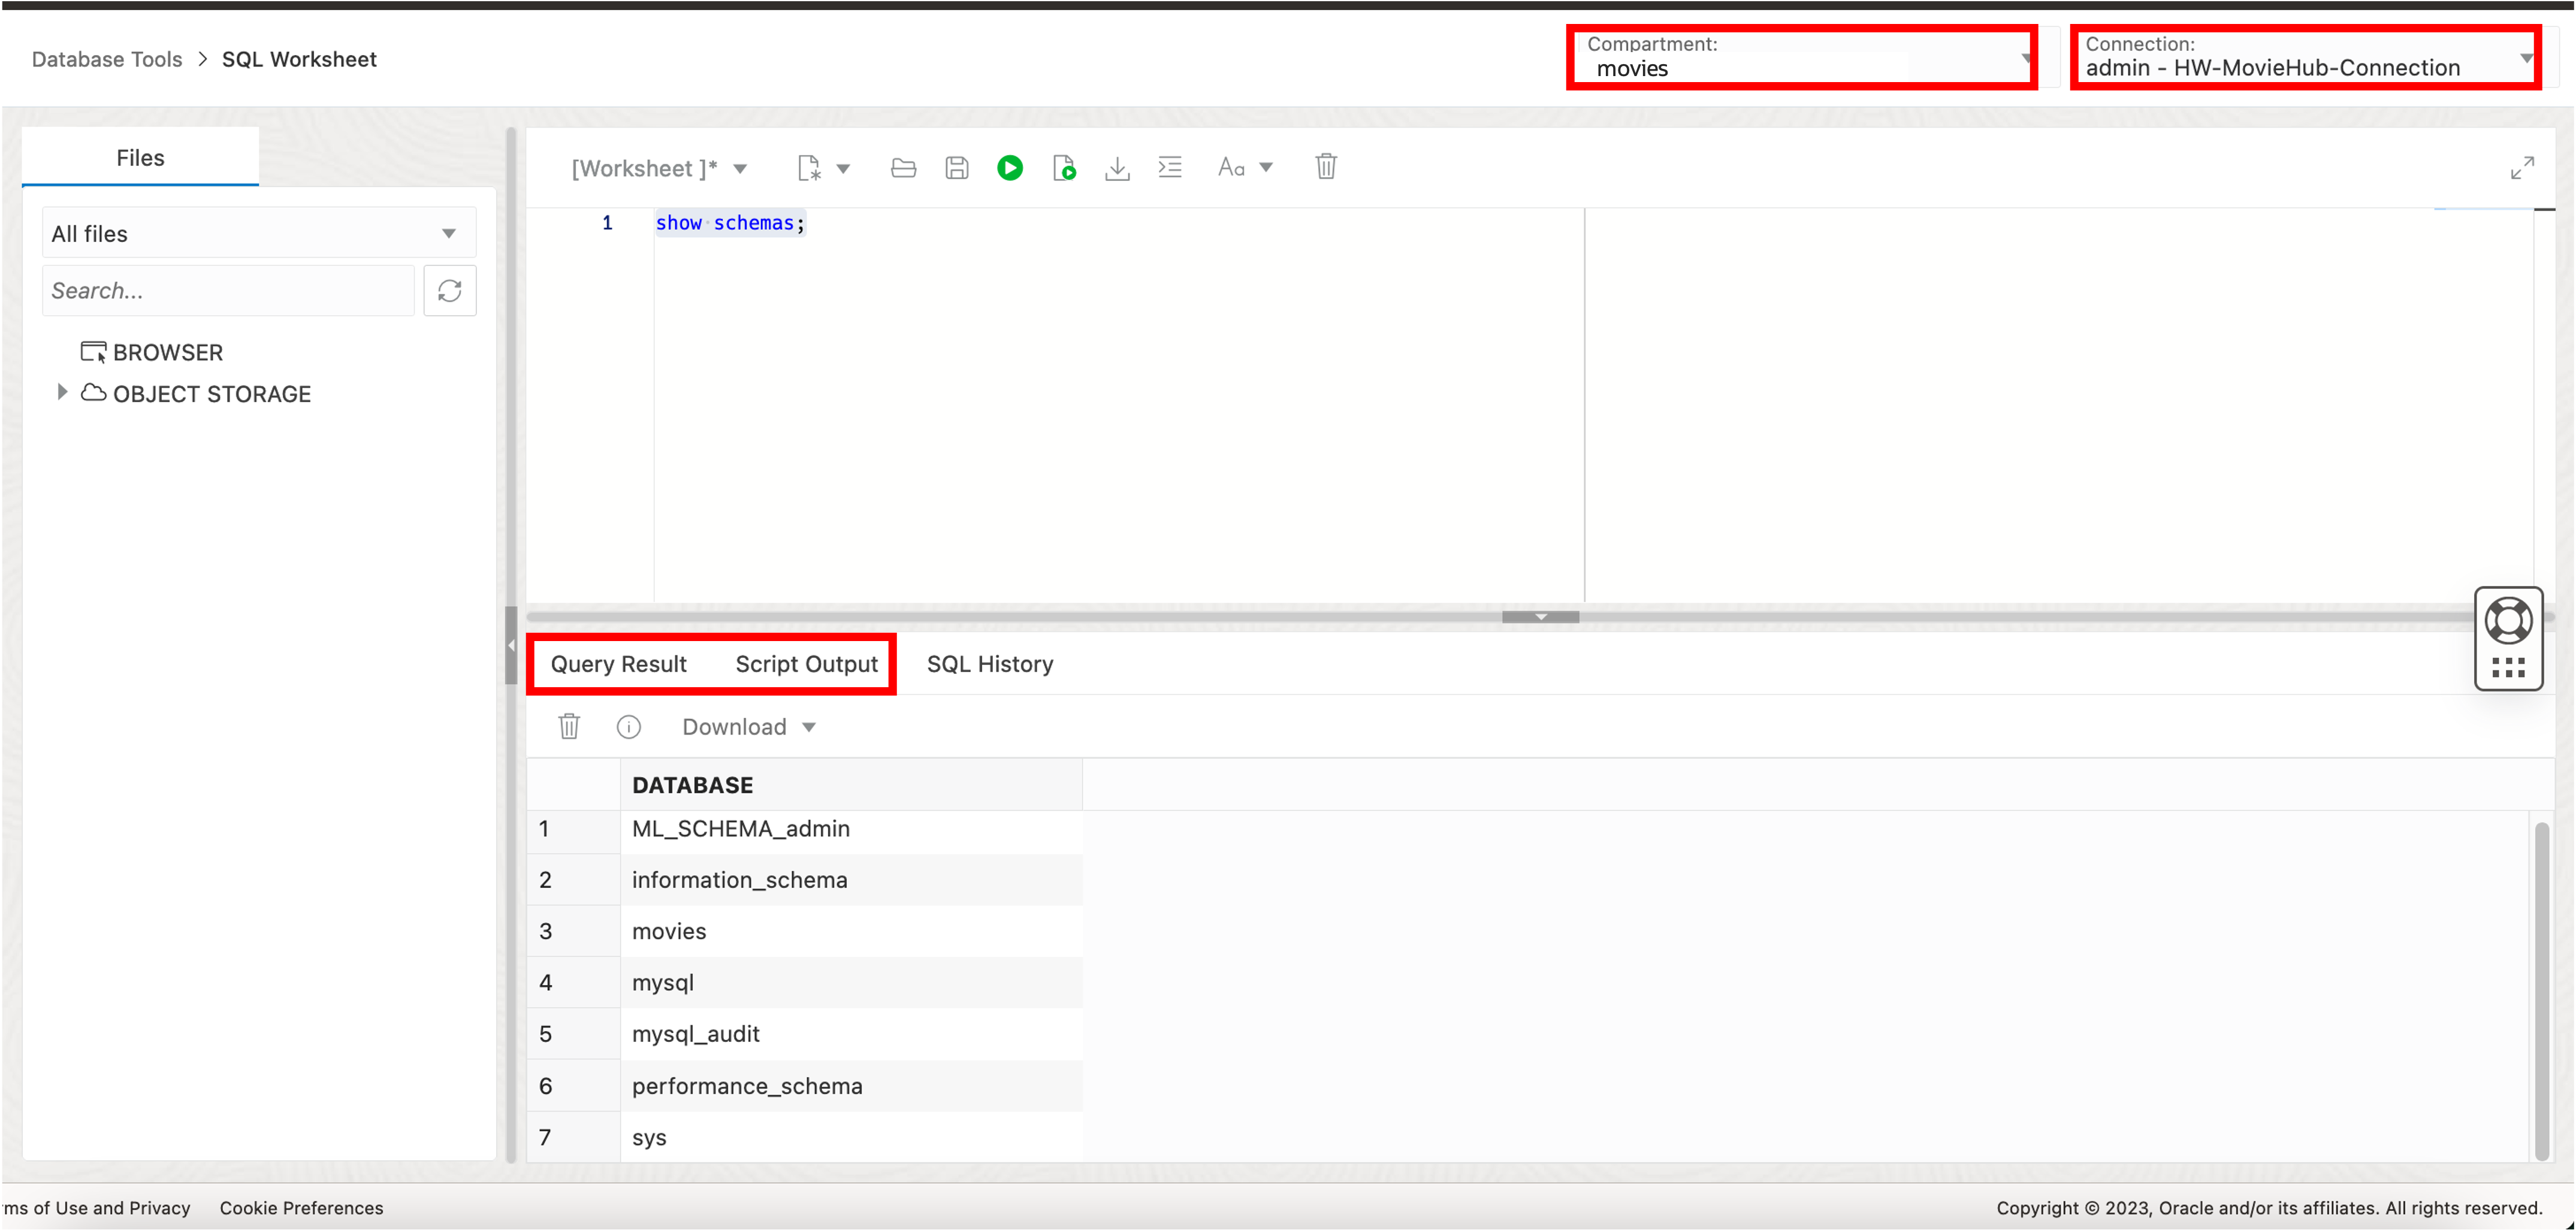 Database Tools > SQL Worksheet
Compartment:
movies
Connection:
admin - HW-MovieHub-Connection
Files
All files
Search...
BROWSER
OBJECT STORAGE
[Worksheet ]*
Aa
1 show schemas;
Query Result Script Output SQL History
Download
DATABASE
1 ML_SCHEMA_admin
2 information_schema
3 movies
4 mysql
5 mysql_audit
6 performance_schema
7 sys
ms of Use and Privacy Cookie Preferences
Copyright © 2023, Oracle and/or its affiliates. All rights reserved.